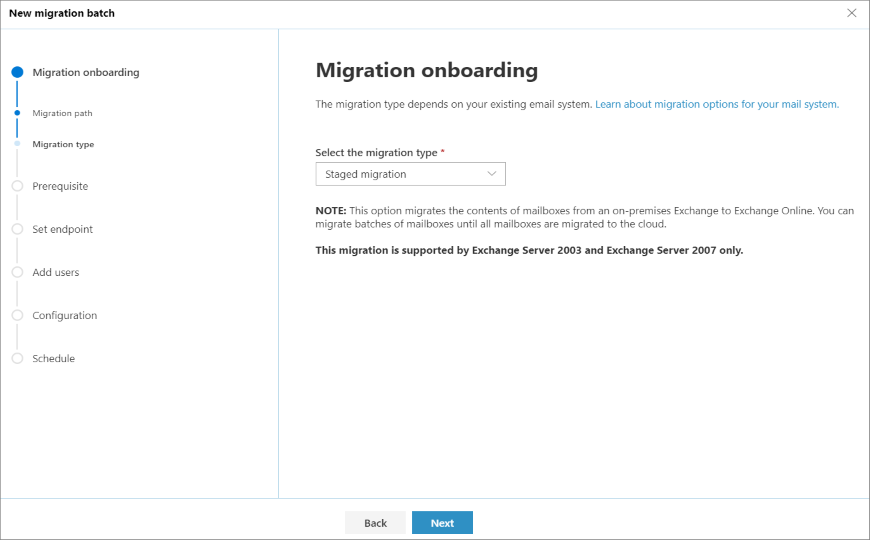 New migration batch
Migration onboarding
Migration path
Migration type
Prerequisite
Set endpoint
Add users
Configuration
Schedule
Migration onboarding
The migration type depends on your existing email system. Learn about migration options for your mail system.
Select the migration type *
Staged migration
NOTE: This option migrates the contents of mailboxes from an on-premises Exchange to Exchange Online. You can
migrate batches of mailboxes until all mailboxes are migrated to the cloud.
This migration is supported by Exchange Server 2003 and Exchange Server 2007 only.
Back
Next